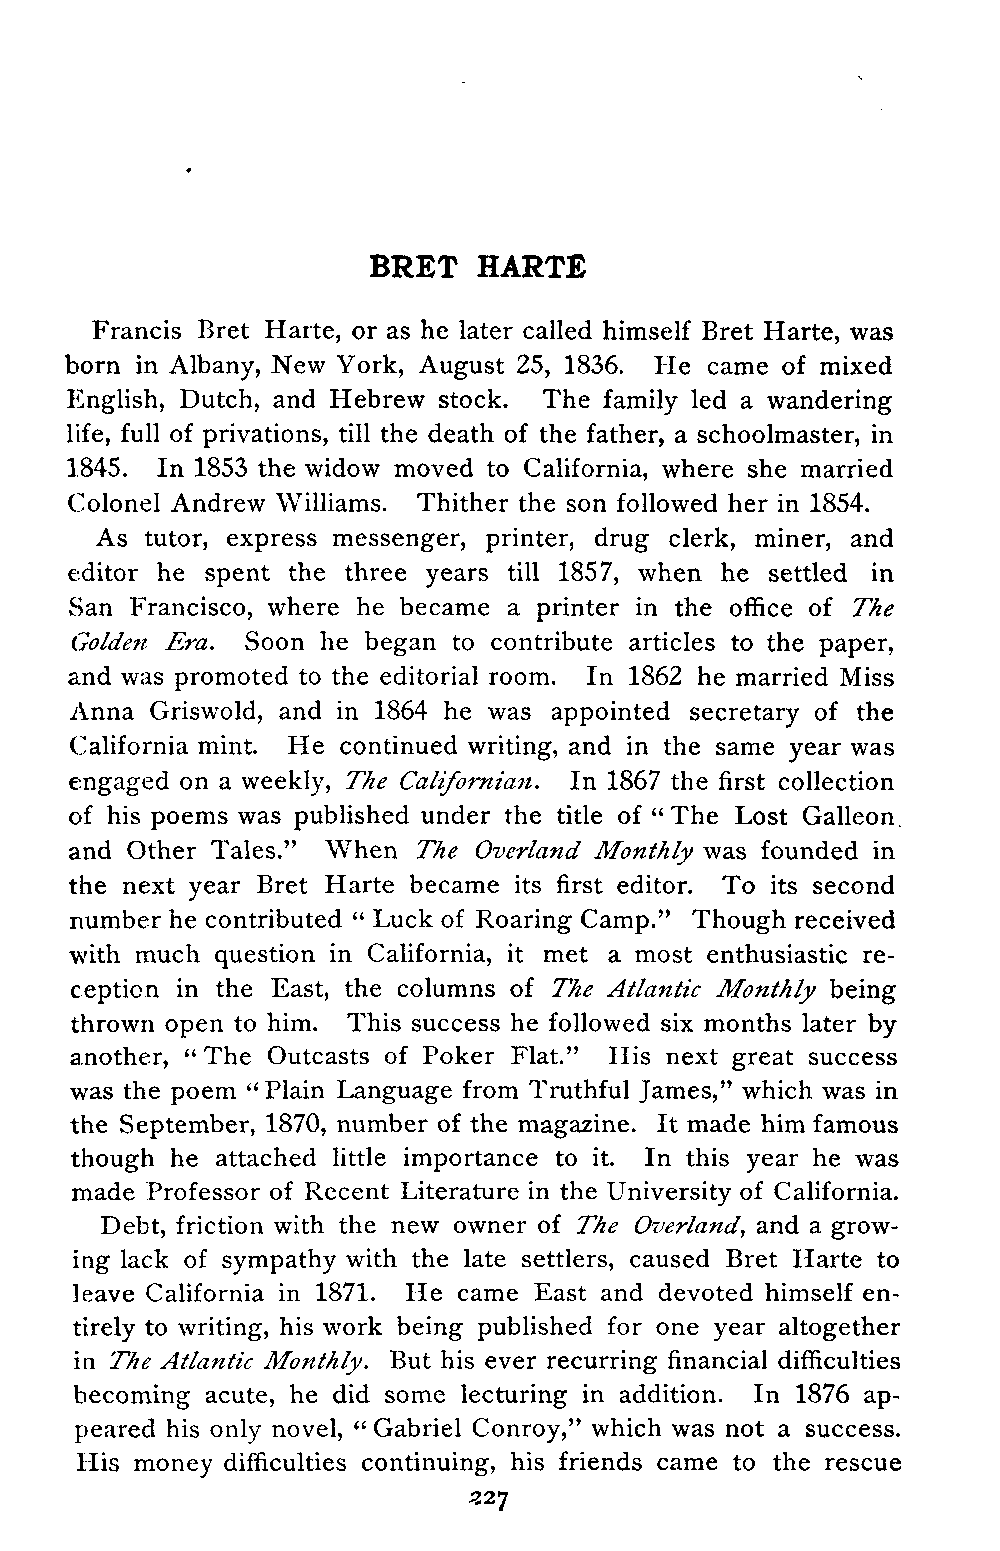 BRET HARTE
Francis Bret Harte, or as he later called himself Bret Harte, was
born in Albany, New York, August 25, 1836. He came of mixed
English, Dutch, and Hebrew stock. The family led a wandering
life, full of privations, till the death of the father, a schoolmaster, in
1845. In 1853 the widow moved to California, where she married
Colonel Andrew Williams. Thither the son followed her in 1854.
As tutor, express messenger, printer, drug clerk, miner, and
editor he spent the three years till 1857, when he settled in
San Francisco, where he became a printer in the office of The
Golden Era. Soon he began to contribute articles to the paper,
and was promoted to the editorial room. In 1862 he married Miss
Anna Griswold, and in 1864 he was appointed secretary of the
California mint. He continued writing, and in the same year was
engaged on a weekly, The Californian. In 1867 the first collection
of his poems was published under the title of “The Lost Galleon
and Other Tales.” When The Overland Monthly was founded in
the next year Bret Harte became its first editor. To its second
number he contributed “Luck of Roaring Camp.” Though received
with much question in California, it met a most enthusiastic re-
ception in the East, the columns of The Atlantic Monthly being
thrown open to him. This success he followed six months later by
another, “The Outcasts of Poker Flat.” His next great success
was the poem “Plain Language from Truthful James,” which was in
the September, 1870, number of the magazine. It made him famous
though he attached little importance to it. In this year he was
made Professor of Recent Literature in the University of California.
Debt, friction with the new owner of The Overland, and a grow-
ing lack of sympathy with the late settlers, caused Bret Harte to
leave California in 1871. He came East and devoted himself en-
tirely to writing, his work being published for one year altogether
in The Atlantic Monthly. But his ever recurring financial difficulties
becoming acute, he did some lecturing in addition. In 1876 ap-
peared his only novel, “Gabriel Conroy,” which was not a success.
His money difficulties continuing, his friends came to the rescue
227